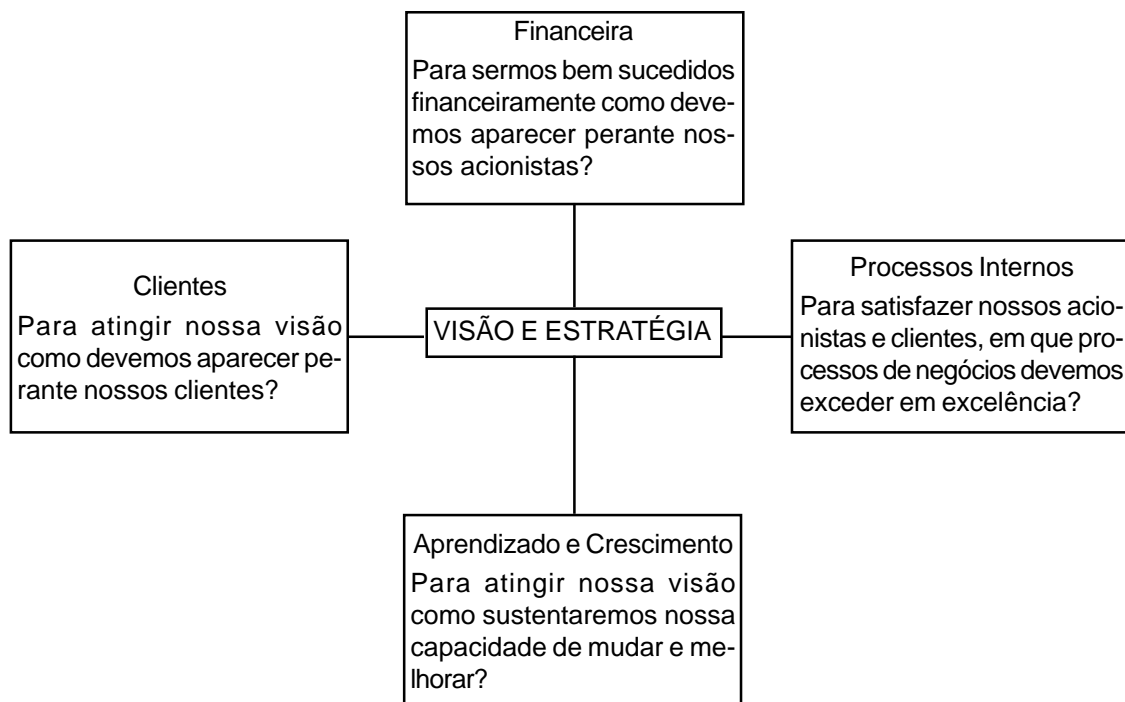 Financeira
Para sermos bem sucedidos
financeiramente como deve-
mos aparecer perante nos-
sos acionistas?
Clientes
Para atingir nossa visão
como devemos aparecer pe-
rante nossos clientes?
VISÃO E ESTRATÉGIA
Processos Internos
Para satisfazer nossos acio-
nistas e clientes, em que pro-
cessos de negócios devemos
exceder em excelência?
Aprendizado e Crescimento
Para atingir nossa visão
como sustentaremos nossa
capacidade de mudar e me-
lhorar?